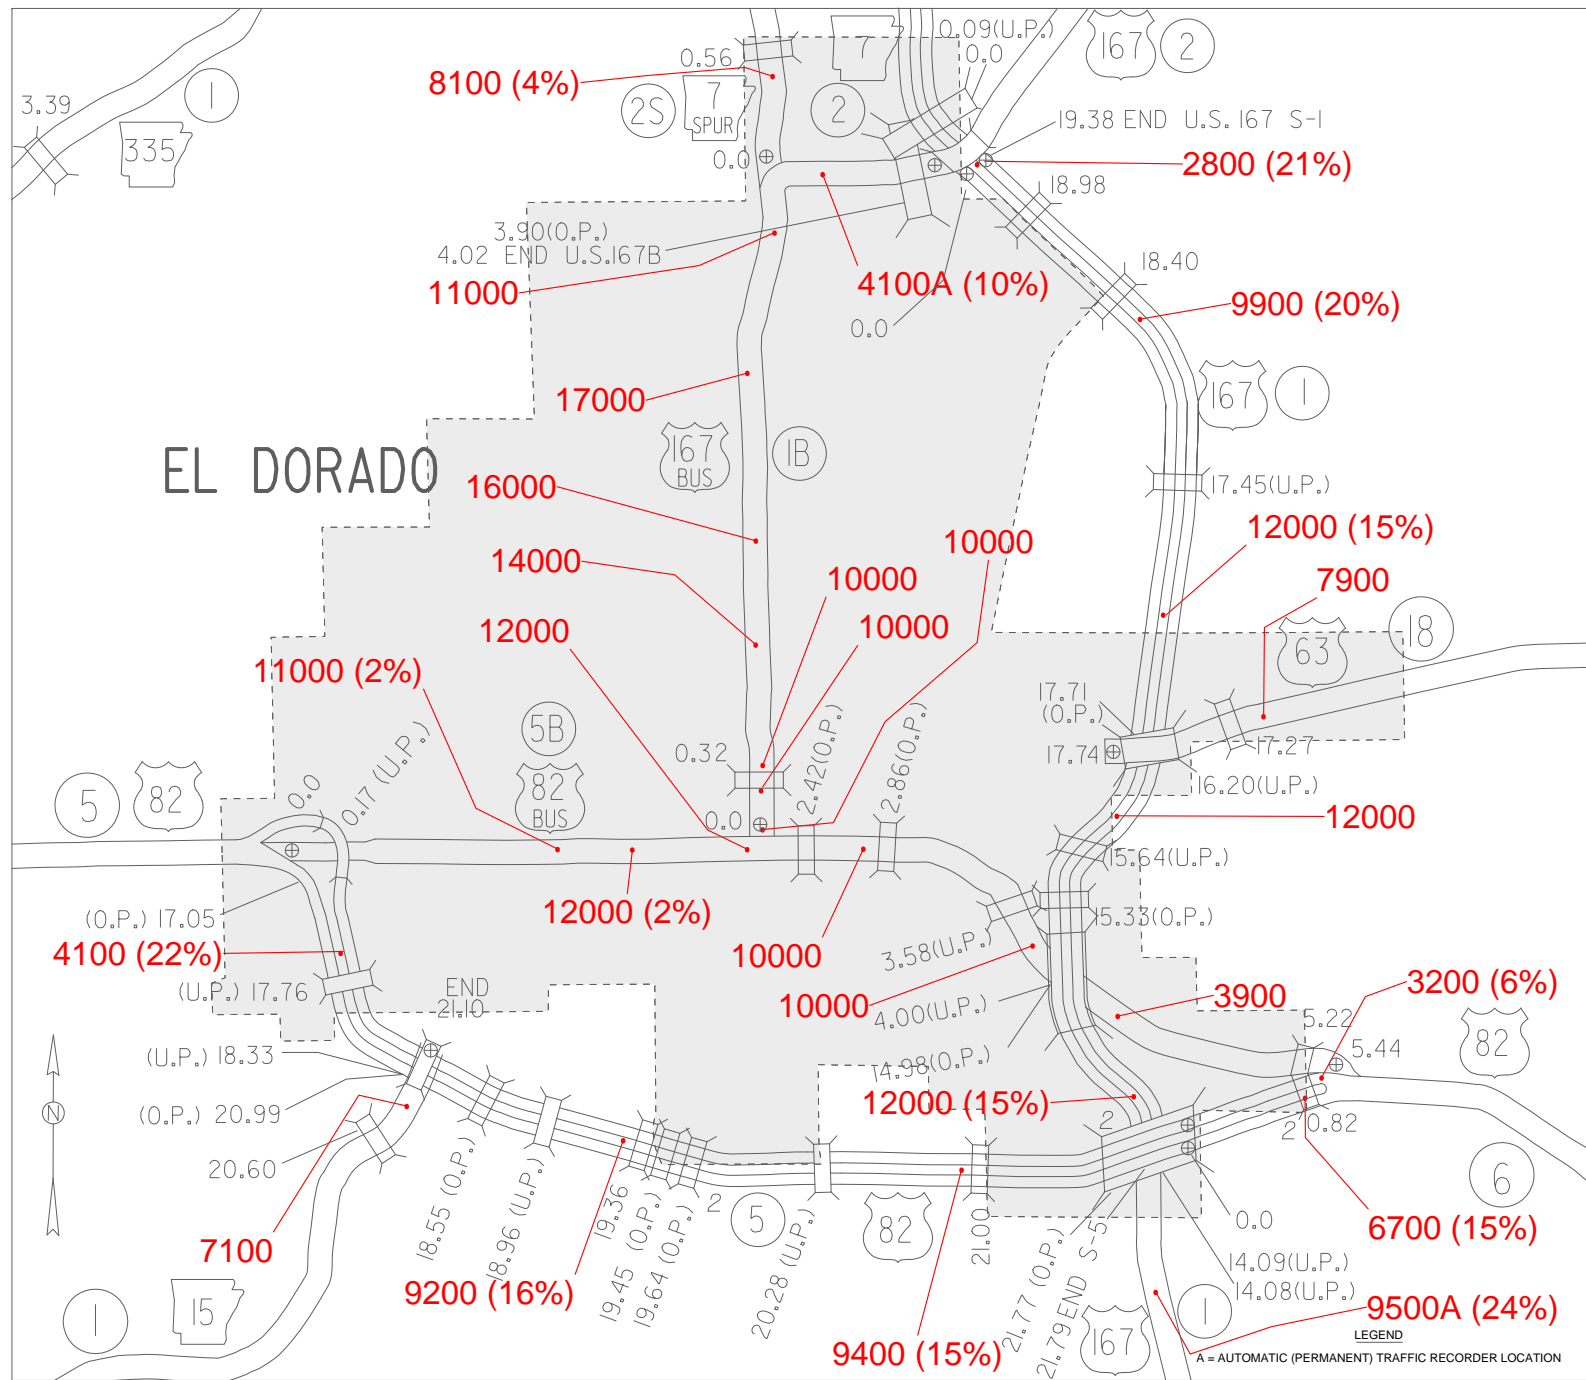 0.09(U.P.)
0.0
167
2
7
0.56
8100 (4%)
7
SPUR
2S
2
1
3.39
335
19.38 END U.S. 167 S-1
0.0
2800 (21%)
18.98
3.90(O.P.)
4.02 END U.S.167B
18.40
11000
4100A (10%)
9900 (20%)
0.0
17000
167
1
167
BUS
1B
EL DORADO
16000
17.45(U.P.)
12000 (15%)
10000
14000
10000
7900
12000
10000
18
63
11000 (2%)
17.71
(O.P.)
5B
0.32
2.42(O.P.)
2.86(O.P.)
17.74
17.27
16.20(U.P.)
0.0
0.17 (U.P.)
5
82
82
BUS
0.0
12000
15.64(U.P.)
(O.P.) 17.05
12000 (2%)
15.33(O.P.)
4100 (22%)
10000
3.58(U.P.)
(U.P.) 17.76
END
21.10
10000
4.00(U.P.)
3900
3200 (6%)
5.22
82
5.44
(U.P.) 18.33
14.98(O.P.)
N
(O.P.) 20.99
12000 (15%)
2
2
0.82
20.60
6
18.55 (O.P.)
18.96 (U.P.)
19.36
19.45 (O.P.)
19.64 (O.P.)
2
5
20.28 (U.P.)
82
21.00
21.77 (O.P.)
21.79 END S-5
0.0
6700 (15%)
7100
14.09(U.P.)
14.08(U.P.)
9200 (16%)
1
15
167
1
9500A (24%)
9400 (15%)
LEGEND
A = AUTOMATIC (PERMANENT) TRAFFIC RECORDER LOCATION